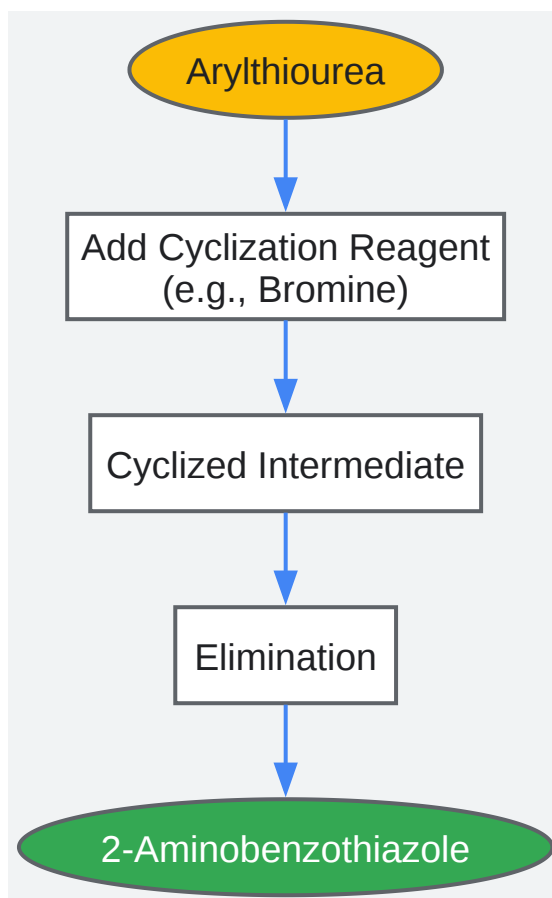 Arylthiourea
Add Cyclization Reagent
(e.g., Bromine)
Cyclized Intermediate
Elimination
2-Aminobenzothiazole